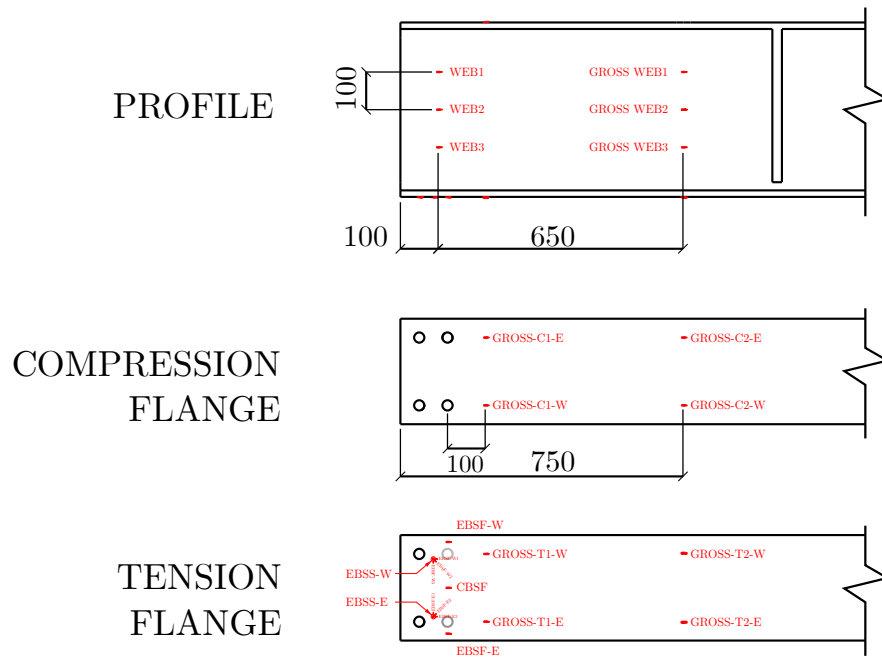 WEB1
GROSS WEB1
100
PROFILE
WEB2
GROSS WEB2
WEB3
GROSS WEB3
100
650
GROSS-C1-E
GROSS-C2-E
COMPRESSION
FLANGE
GROSS-C1-W
GROSS-C2-W
100
750
EBSF-W
GROSS-T1-W
GROSS-T2-W
TENSION
FLANGE
EBSS-W
CBSF
EBSS-E
GROSS-T1-E
GROSS-T2-E
EBSF-E